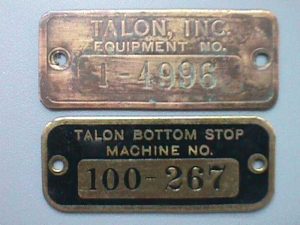 TALON, INC.
EQUIPMENT NO.
1-4996
TALON BOTTOM STOP
MACHINE NO.
100-267